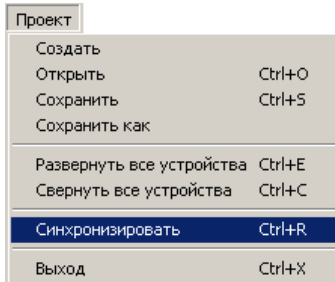 Проект
Создать
Открыть Ctrl+O
Сохранить Ctrl+S
Сохранить как
Развернуть все устройства Ctrl+E
Свернуть все устройства Ctrl+C
Синхронизировать Ctrl+R
Выход Ctrl+X